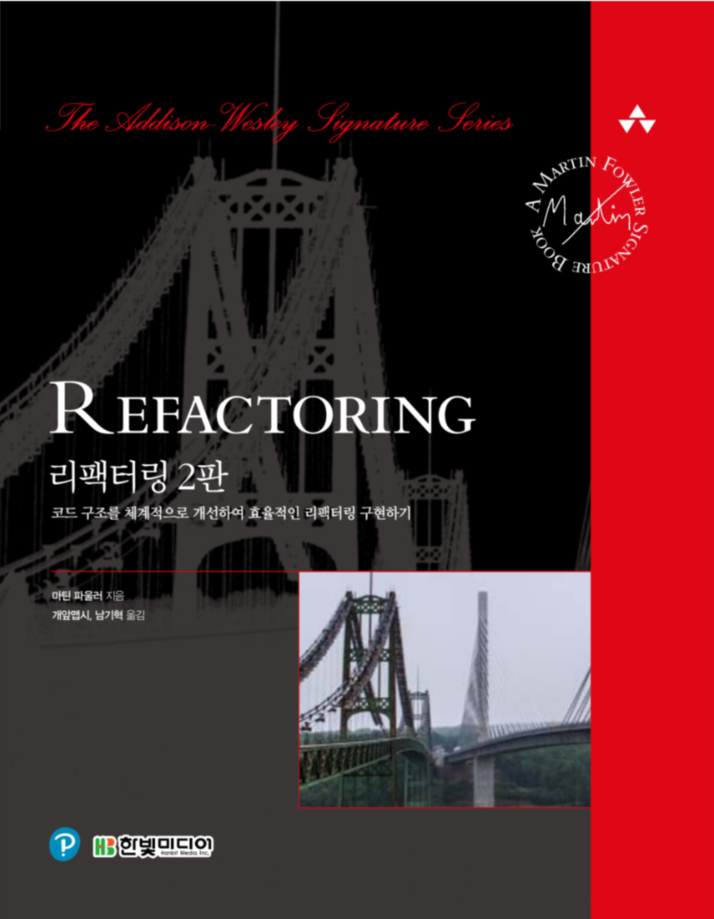 The Addison-Wesley Signature Series
A MARTIN FOWLER SIGNATURE BOOK
Martin
REFACTORING
리팩터링 2판
코드 구조를 체계적으로 개선하여 효율적인 리팩터링 구현하기
마틴 파울러 지음
개앞맵시, 남기혁 옮김
P
HB 한빛미디어
Hanbit Media, Inc.